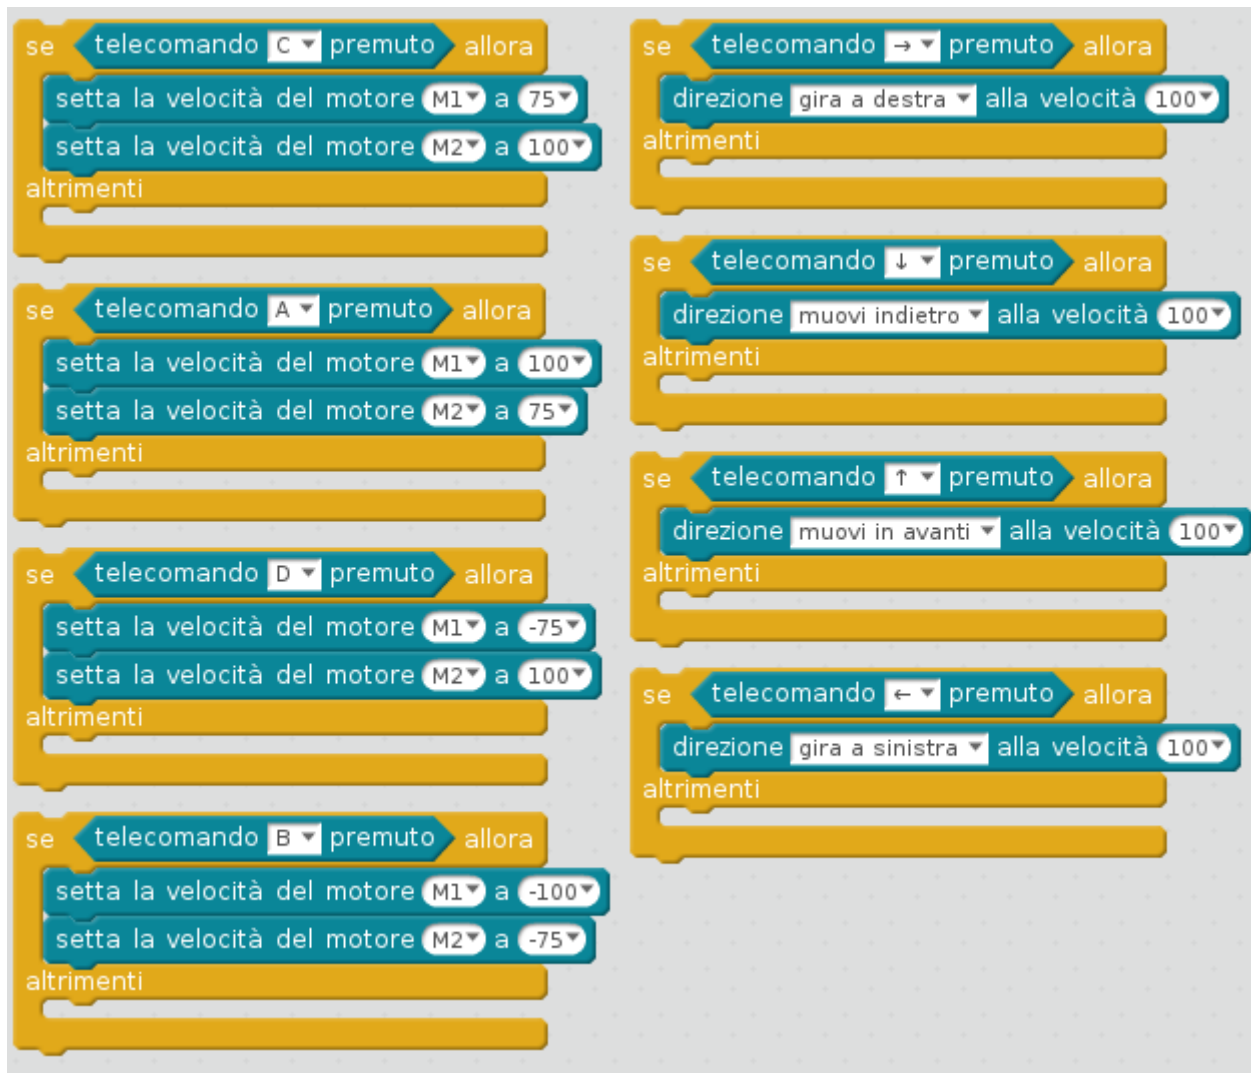 se telecomando C premuto allora
setta la velocità del motore M1 a 75
setta la velocità del motore M2 a 100
altrimenti
se telecomando A premuto allora
setta la velocità del motore M1 a 100
setta la velocità del motore M2 a 75
altrimenti
se telecomando D premuto allora
setta la velocità del motore M1 a -75
setta la velocità del motore M2 a 100
altrimenti
se telecomando B premuto allora
setta la velocità del motore M1 a -100
setta la velocità del motore M2 a -75
altrimenti
se telecomando → premuto allora
direzione gira a destra alla velocità 100
altrimenti
se telecomando ↓ premuto allora
direzione muovi indietro alla velocità 100
altrimenti
se telecomando ↑ premuto allora
direzione muovi in avanti alla velocità 100
altrimenti
se telecomando ← premuto allora
direzione gira a sinistra alla velocità 100
altrimenti